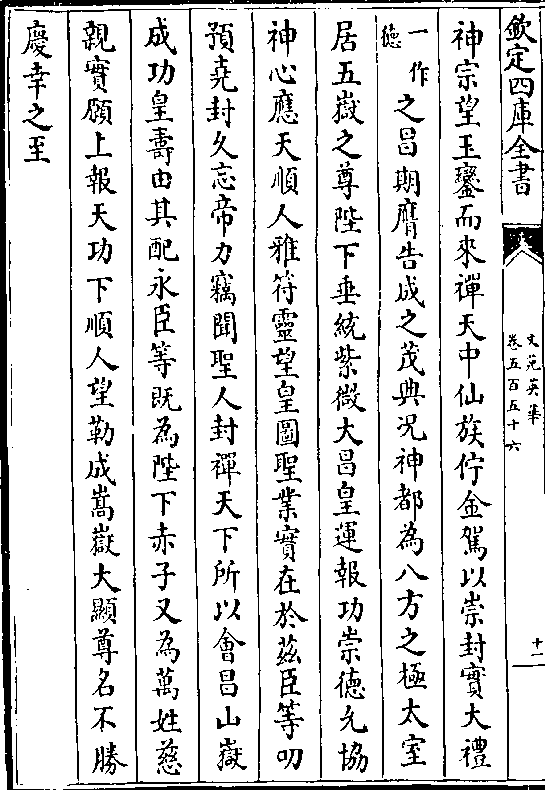 欽定四庫全書
文苑英華
卷五百五十六
十一
神宗望玉鑾而來禪天中仙族佇金駕以崇封實大禮
一作德
之昌期膺告成之茂典况神都為八方之極太室
居五嶽之尊陛下垂統紫微大昌皇運報功崇德允協
神心應天順人雅符靈望皇圖聖業實在於兹臣等叨
預堯封久忘帝力竊聞聖人封禪天下所以會昌山嶽
成功皇壽由其配永臣等既為陛下赤子又為萬姓慈
親實願上報天功下順人望勒成嵩嶽大顯尊名不勝
慶幸之至